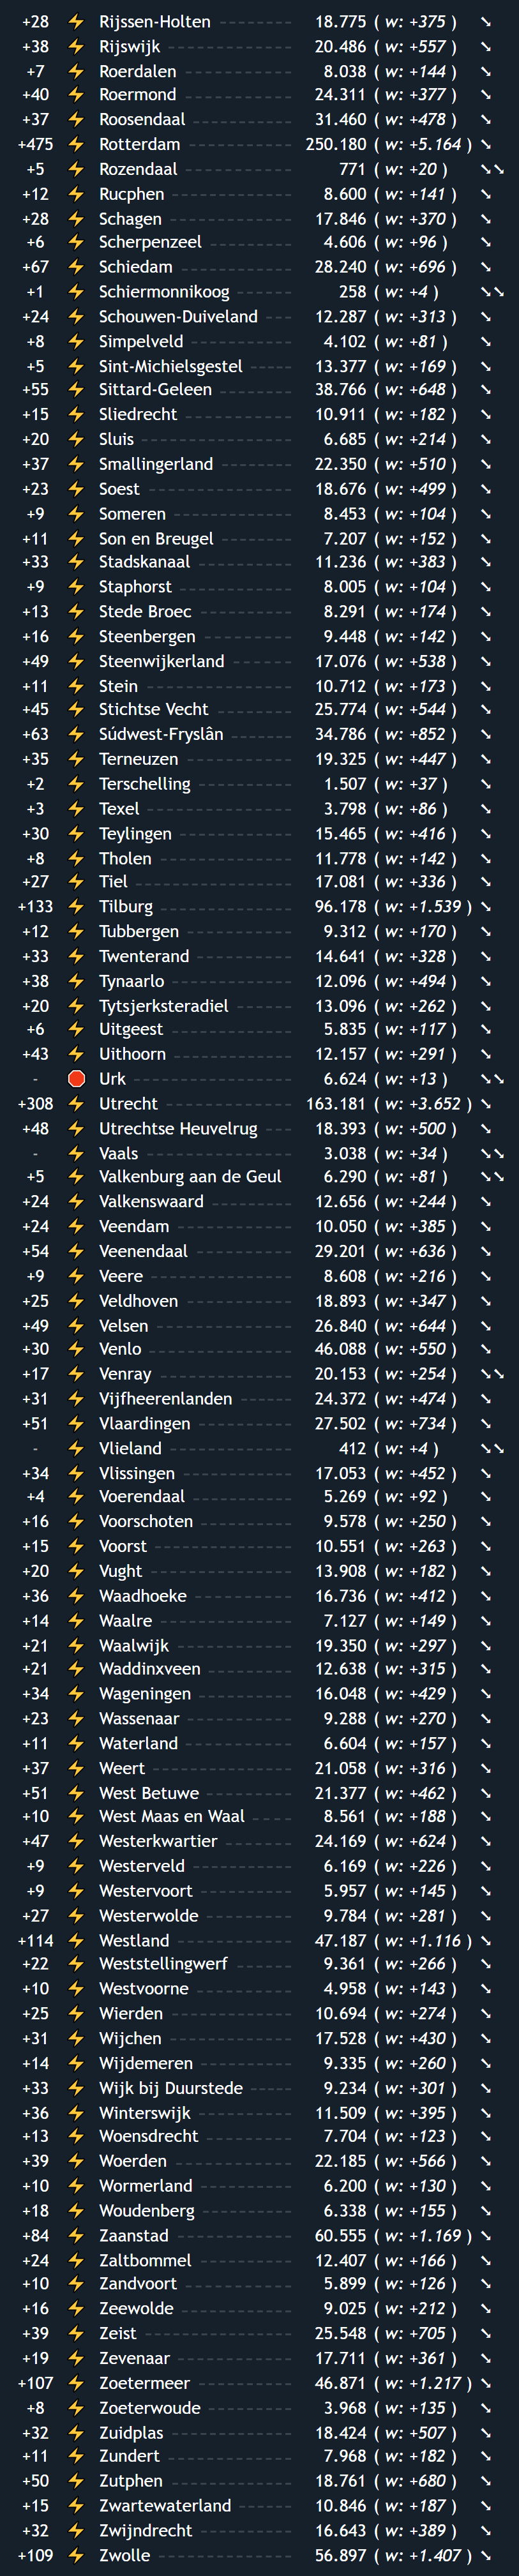 +28 ⚡ Rijssen-Holten 18.775 ( w: +375 ) ↘
+38 ⚡ Rijswijk 20.486 ( w: +557 ) ↘
+7 ⚡ Roerdalen 8.038 ( w: +144 ) ↘
+40 ⚡ Roermond 24.311 ( w: +377 ) ↘
+37 ⚡ Roosendaal 31.460 ( w: +478 ) ↘
+475 ⚡ Rotterdam 250.180 ( w: +5.164 ) ↘
+5 ⚡ Rozendaal 771 ( w: +20 ) ↘↘
+12 ⚡ Rucphen 8.600 ( w: +141 ) ↘
+28 ⚡ Schagen 17.846 ( w: +370 ) ↘
+6 ⚡ Scherpenzeel 4.606 ( w: +96 ) ↘
+67 ⚡ Schiedam 28.240 ( w: +696 ) ↘
+1 ⚡ Schiermonnikoog 258 ( w: +4 ) ↘↘
+24 ⚡ Schouwen-Duiveland 12.287 ( w: +313 ) ↘
+8 ⚡ Simpelveld 4.102 ( w: +81 ) ↘
+5 ⚡ Sint-Michielsgestel 13.377 ( w: +169 ) ↘
+55 ⚡ Sittard-Geleen 38.766 ( w: +648 ) ↘
+15 ⚡ Sliedrecht 10.911 ( w: +182 ) ↘
+20 ⚡ Sluis 6.685 ( w: +214 ) ↘
+37 ⚡ Smallingerland 22.350 ( w: +510 ) ↘
+23 ⚡ Soest 18.676 ( w: +499 ) ↘
+9 ⚡ Someren 8.453 ( w: +104 ) ↘
+11 ⚡ Son en Breugel 7.207 ( w: +152 ) ↘
+33 ⚡ Stadskanaal 11.236 ( w: +383 ) ↘
+9 ⚡ Staphorst 8.005 ( w: +104 ) ↘
+13 ⚡ Stede Broec 8.291 ( w: +174 ) ↘
+16 ⚡ Steenbergen 9.448 ( w: +142 ) ↘
+49 ⚡ Steenwijkerland 17.076 ( w: +538 ) ↘
+11 ⚡ Stein 10.712 ( w: +173 ) ↘
+45 ⚡ Stichtse Vecht 25.774 ( w: +544 ) ↘
+63 ⚡ Súdwest-Fryslân 34.786 ( w: +852 ) ↘
+35 ⚡ Terneuzen 19.325 ( w: +447 ) ↘
+2 ⚡ Terschelling 1.507 ( w: +37 ) ↘
+3 ⚡ Texel 3.798 ( w: +86 ) ↘
+30 ⚡ Teylingen 15.465 ( w: +416 ) ↘
+8 ⚡ Tholen 11.778 ( w: +142 ) ↘
+27 ⚡ Tiel 17.081 ( w: +336 ) ↘
+133 ⚡ Tilburg 96.178 ( w: +1.539 ) ↘
+12 ⚡ Tubbergen 9.312 ( w: +170 ) ↘
+33 ⚡ Twenterand 14.641 ( w: +328 ) ↘
+38 ⚡ Tynaarlo 12.096 ( w: +494 ) ↘
+20 ⚡ Tytsjerksteradiel 13.096 ( w: +262 ) ↘
+6 ⚡ Uitgeest 5.835 ( w: +117 ) ↘
+43 ⚡ Uithoorn 12.157 ( w: +291 ) ↘
- 🛑 Urk 6.624 ( w: +13 ) ↘↘
+308 ⚡ Utrecht 163.181 ( w: +3.652 ) ↘
+48 ⚡ Utrechtse Heuvelrug 18.393 ( w: +500 ) ↘
- ⚡ Vaals 3.038 ( w: +34 ) ↘↘
+5 ⚡ Valkenburg aan de Geul 6.290 ( w: +81 ) ↘↘
+24 ⚡ Valkenswaard 12.656 ( w: +244 ) ↘
+24 ⚡ Veendam 10.050 ( w: +385 ) ↘
+54 ⚡ Veenendaal 29.201 ( w: +636 ) ↘
+9 ⚡ Veere 8.608 ( w: +216 ) ↘
+25 ⚡ Veldhoven 18.893 ( w: +347 ) ↘
+49 ⚡ Velsen 26.840 ( w: +644 ) ↘
+30 ⚡ Venlo 46.088 ( w: +550 ) ↘
+17 ⚡ Venray 20.153 ( w: +254 ) ↘↘
+31 ⚡ Vijfheerenlanden 24.372 ( w: +474 ) ↘
+51 ⚡ Vlaardingen 27.502 ( w: +734 ) ↘
- ⚡ Vlieland 412 ( w: +4 ) ↘↘
+34 ⚡ Vlissingen 17.053 ( w: +452 ) ↘
+4 ⚡ Voerendaal 5.269 ( w: +92 ) ↘
+16 ⚡ Voorschoten 9.578 ( w: +250 ) ↘
+15 ⚡ Voorst 10.551 ( w: +263 ) ↘
+20 ⚡ Vught 13.908 ( w: +182 ) ↘
+36 ⚡ Waadhoeke 16.736 ( w: +412 ) ↘
+14 ⚡ Waalre 7.127 ( w: +149 ) ↘
+21 ⚡ Waalwijk 19.350 ( w: +297 ) ↘
+21 ⚡ Waddinxveen 12.638 ( w: +315 ) ↘
+34 ⚡ Wageningen 16.048 ( w: +429 ) ↘
+23 ⚡ Wassenaar 9.288 ( w: +270 ) ↘
+11 ⚡ Waterland 6.604 ( w: +157 ) ↘
+37 ⚡ Weert 21.058 ( w: +316 ) ↘
+51 ⚡ West Betuwe 21.377 ( w: +462 ) ↘
+10 ⚡ West Maas en Waal 8.561 ( w: +188 ) ↘
+47 ⚡ Westerkwartier 24.169 ( w: +624 ) ↘
+9 ⚡ Westerveld 6.169 ( w: +226 ) ↘
+9 ⚡ Westervoort 5.957 ( w: +145 ) ↘
+27 ⚡ Westerwolde 9.784 ( w: +281 ) ↘
+114 ⚡ Westland 47.187 ( w: +1.116 ) ↘
+22 ⚡ Weststellingwerf 9.361 ( w: +266 ) ↘
+10 ⚡ Westvoorne 4.958 ( w: +143 ) ↘
+25 ⚡ Wierden 10.694 ( w: +274 ) ↘
+31 ⚡ Wijchen 17.528 ( w: +430 ) ↘
+14 ⚡ Wijdemeren 9.335 ( w: +260 ) ↘
+33 ⚡ Wijk bij Duurstede 9.234 ( w: +301 ) ↘
+36 ⚡ Winterswijk 11.509 ( w: +395 ) ↘
+13 ⚡ Woensdrecht 7.704 ( w: +123 ) ↘
+39 ⚡ Woerden 22.185 ( w: +566 ) ↘
+10 ⚡ Wormerland 6.200 ( w: +130 ) ↘
+18 ⚡ Woudenberg 6.338 ( w: +155 ) ↘
+84 ⚡ Zaanstad 60.555 ( w: +1.169 ) ↘
+24 ⚡ Zaltbommel 12.407 ( w: +166 ) ↘
+10 ⚡ Zandvoort 5.899 ( w: +126 ) ↘
+16 ⚡ Zeewolde 9.025 ( w: +212 ) ↘
+39 ⚡ Zeist 25.548 ( w: +705 ) ↘
+19 ⚡ Zevenaar 17.711 ( w: +361 ) ↘
+107 ⚡ Zoetermeer 46.871 ( w: +1.217 ) ↘
+8 ⚡ Zoeterwoude 3.968 ( w: +135 ) ↘
+32 ⚡ Zuidplas 18.424 ( w: +507 ) ↘
+11 ⚡ Zundert 7.968 ( w: +182 ) ↘
+50 ⚡ Zutphen 18.761 ( w: +680 ) ↘
+15 ⚡ Zwartewaterland 10.846 ( w: +187 ) ↘
+32 ⚡ Zwijndrecht 16.643 ( w: +389 ) ↘
+109 ⚡ Zwolle 56.897 ( w: +1.407 ) ↘